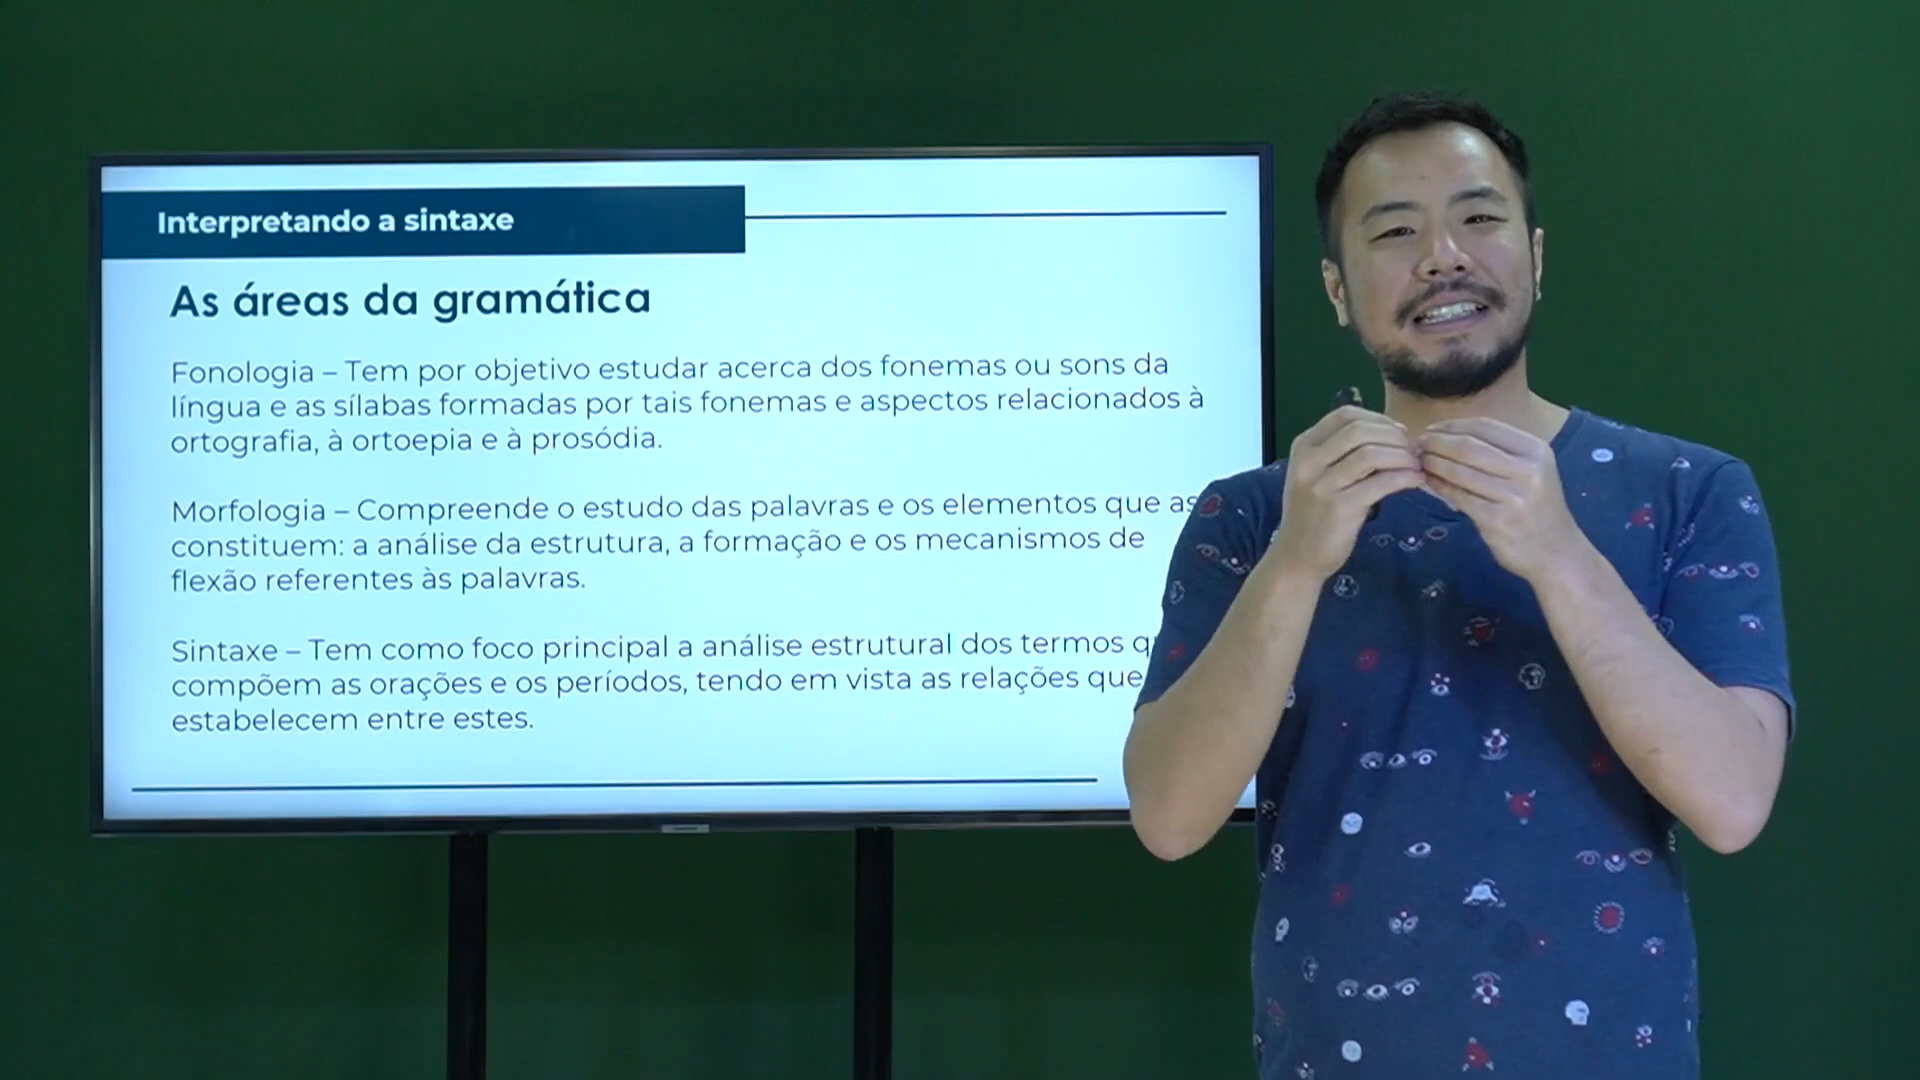 Interpretando a sintaxe
As áreas da gramática
Fonologia – Tem por objetivo estudar acerca dos fonemas ou sons da
língua e as sílabas formadas por tais fonemas e aspectos relacionados à
ortografia, à ortoepia e à prosódia.
Morfologia – Compreende o estudo das palavras e os elementos que as
constituem: a análise da estrutura, a formação e os mecanismos de
flexão referentes às palavras.
Sintaxe – Tem como foco principal a análise estrutural dos termos
compõem as orações e os períodos, tendo em vista as relações que
estabelecem entre estes.